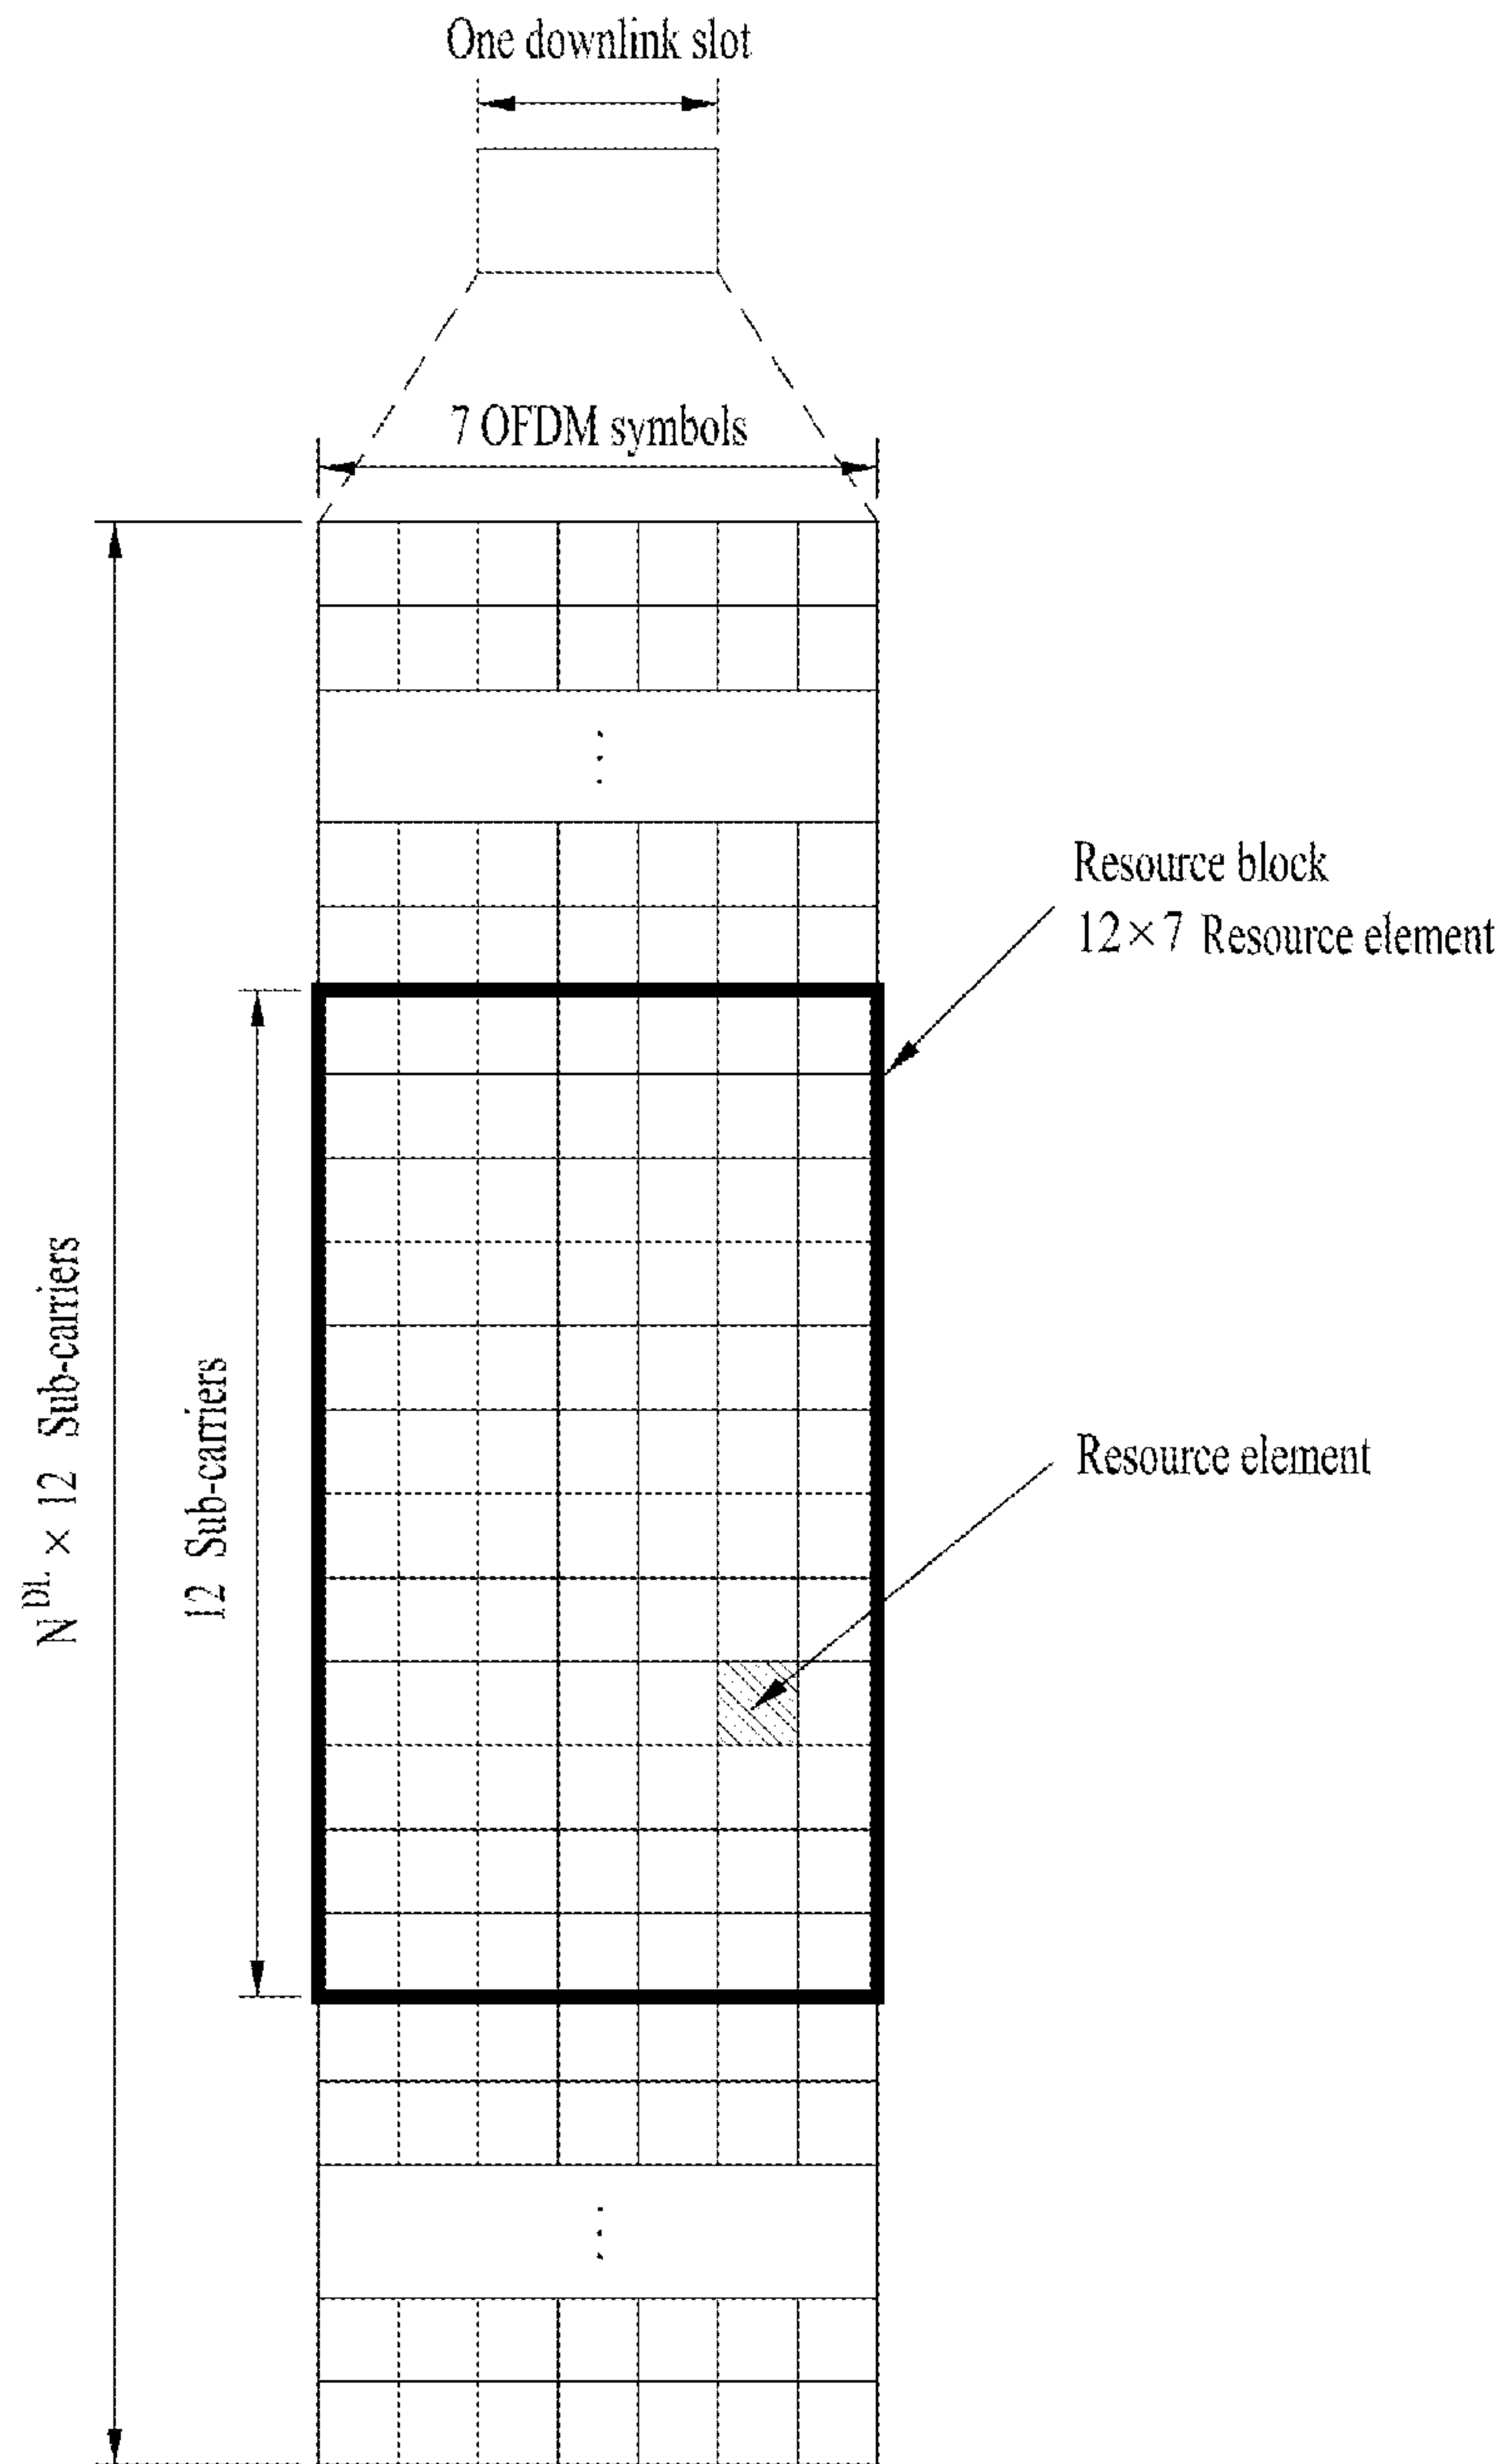 One downlink slot
7 OFDM symbols
Resource block
12×7 Resource element
Resource element
12 Sub-carriers
N^DL × 12 Sub-carriers